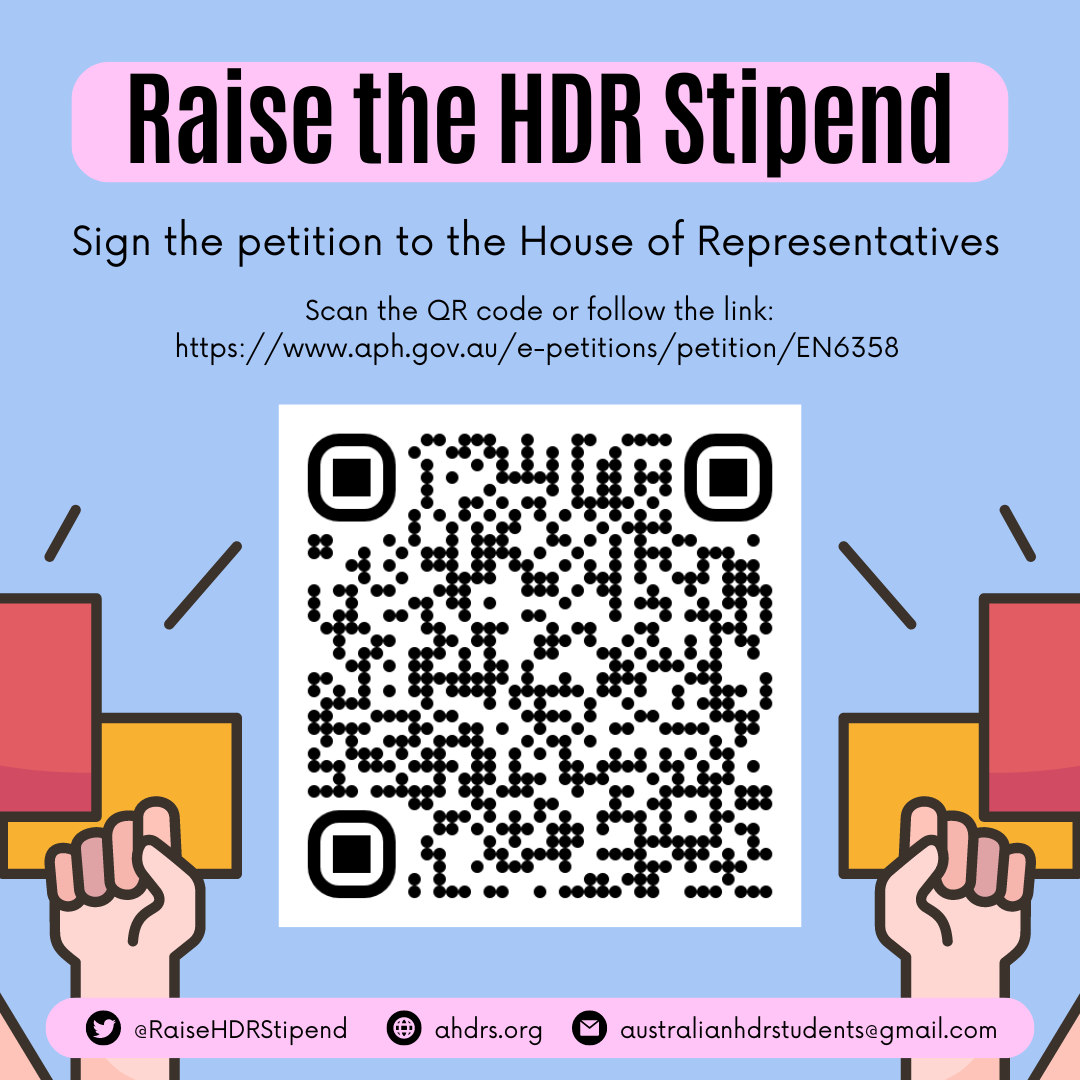 Raise the HDR Stipend
Sign the petition to the House of Representatives
Scan the QR code or follow the link:
https://www.aph.gov.au/e-petitions/petition/EN6358
@RaiseHDRStipend ahdrs.org australianhdrstudents@gmail.com